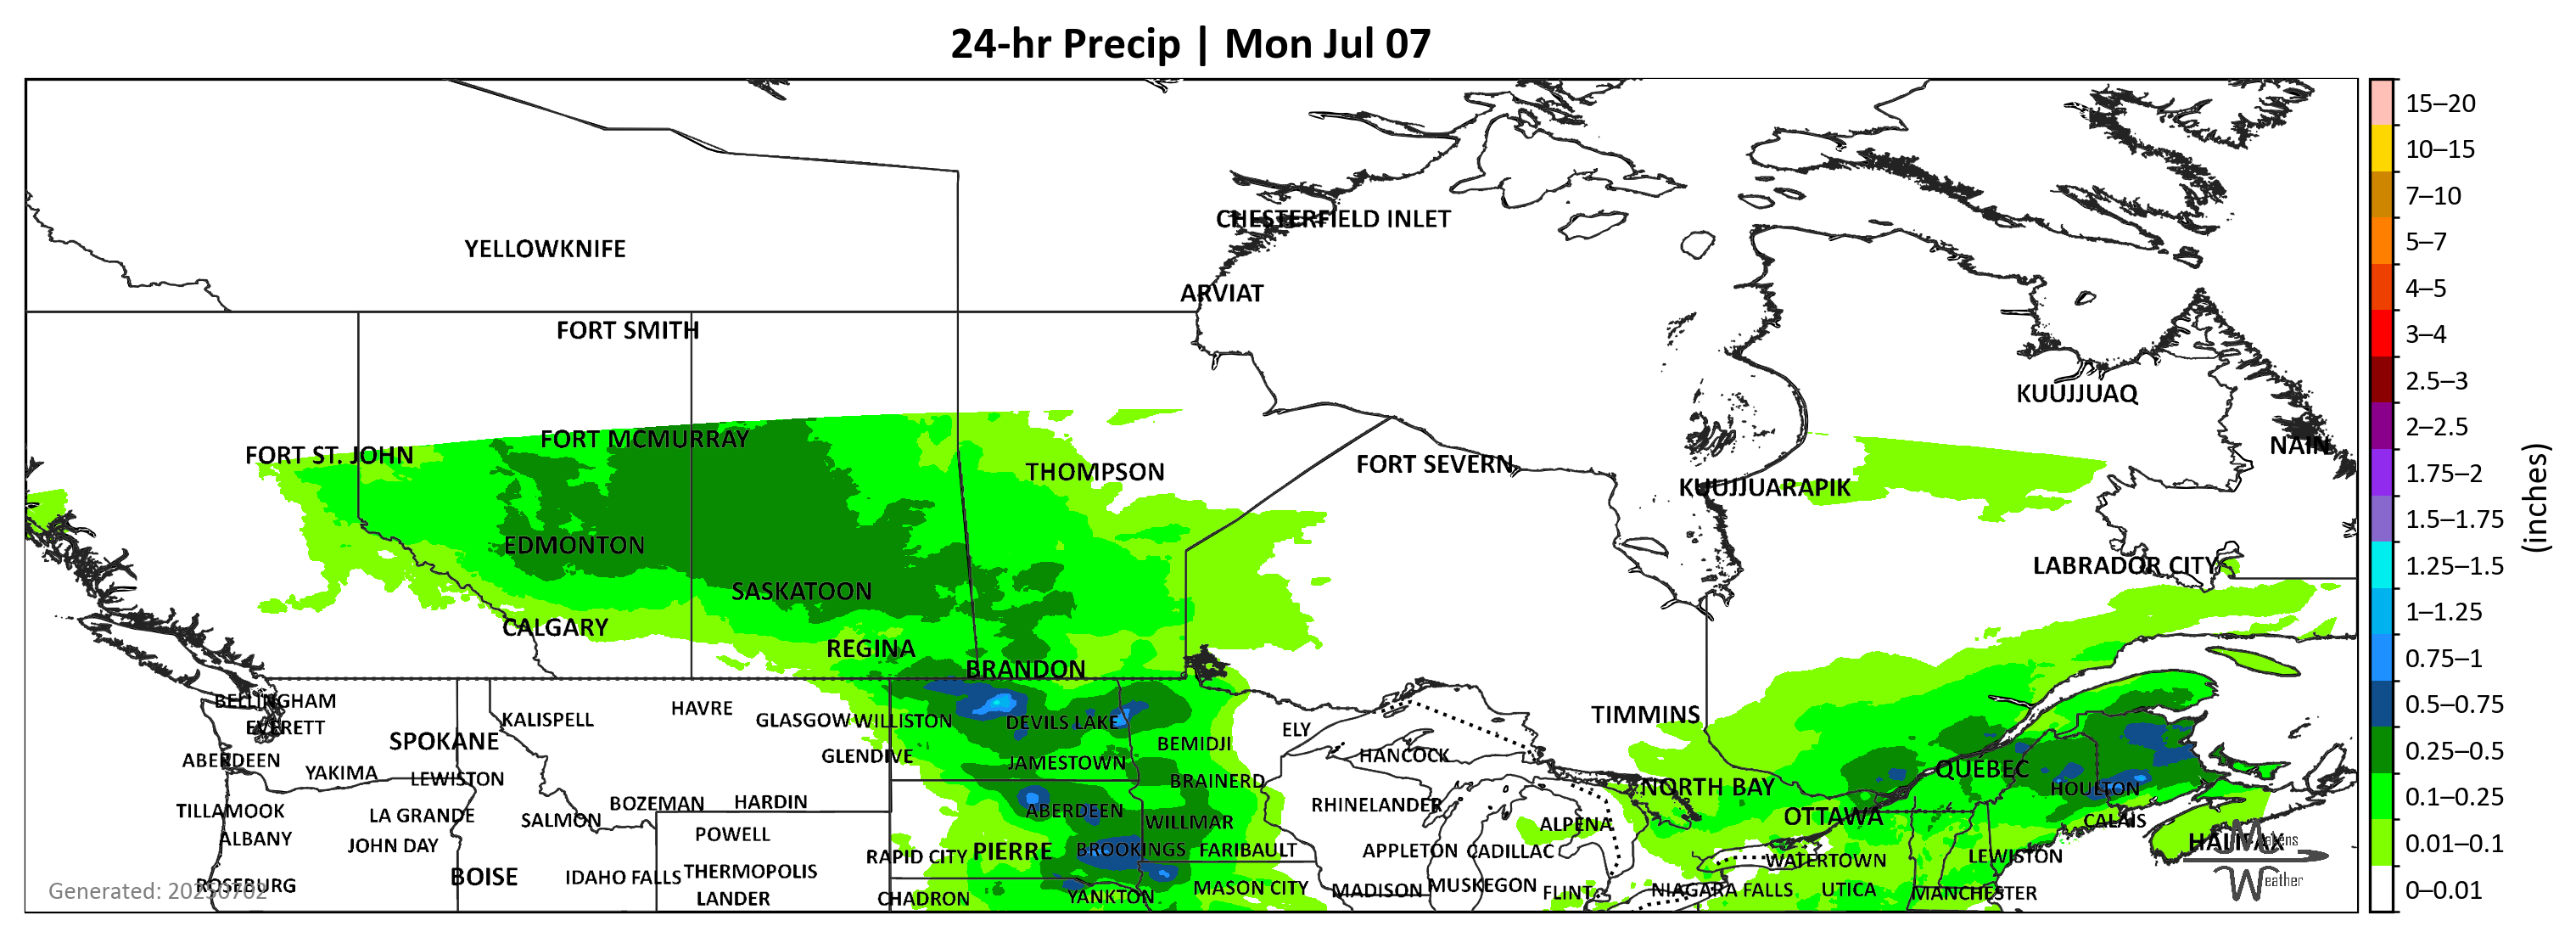 24-hr Precip | Mon Jul 07
CHESTERFIELD INLET
YELLOWKNIFE
ARVIAT
FORT SMITH
KUUJJUAQ
FORT MCMURRAY
NAIN
FORT ST. JOHN
FORT SEVERN
THOMPSON
KUUJJUARAPIK
EDMONTON
LABRADOR CITY
SASKATOON
CALGARY
REGINA
BRANDON
BELLINGHAM
HAVRE
TIMMINS
KALISPELL
GLASGOW
WILLISTON
DEVILS LAKE
EVERETT
ELY
SPOKANE
BEMIDJI
GLENDIVE
HANCOCK
ABERDEEN
JAMESTOWN
QUEBEC
YAKIMA
LEWISTON
BRAINERD
NORTH BAY
HOULTON
BOZEMAN
HARDIN
RHINELANDER
TILLAMOOK
LA GRANDE
ABERDEEN
SALMON
WILLMAR
OTTAWA
CALAIS
ALPENA
POWELL
ALBANY
JOHN DAY
HALIFAX
BROOKINGS
FARIBAULT
APPLETON
CADILLAC
PIERRE
RAPID CITY
LEWISTON
WATERTOWN
THERMOPOLIS
BOISE
IDAHO FALLS
ROSEBURG
MASON CITY
MADISON
MUSKEGON
FLINT
NIAGARA FALLS
UTICA
MANCHESTER
LANDER
CHADRON
YANKTON
Generated: 20250702
Weather
15–20
10–15
7–10
5–7
4–5
3–4
2.5–3
2–2.5
1.75–2
1.5–1.75
1.25–1.5
1–1.25
0.75–1
0.5–0.75
0.25–0.5
0.1–0.25
0.01–0.1
0–0.01
(inches)